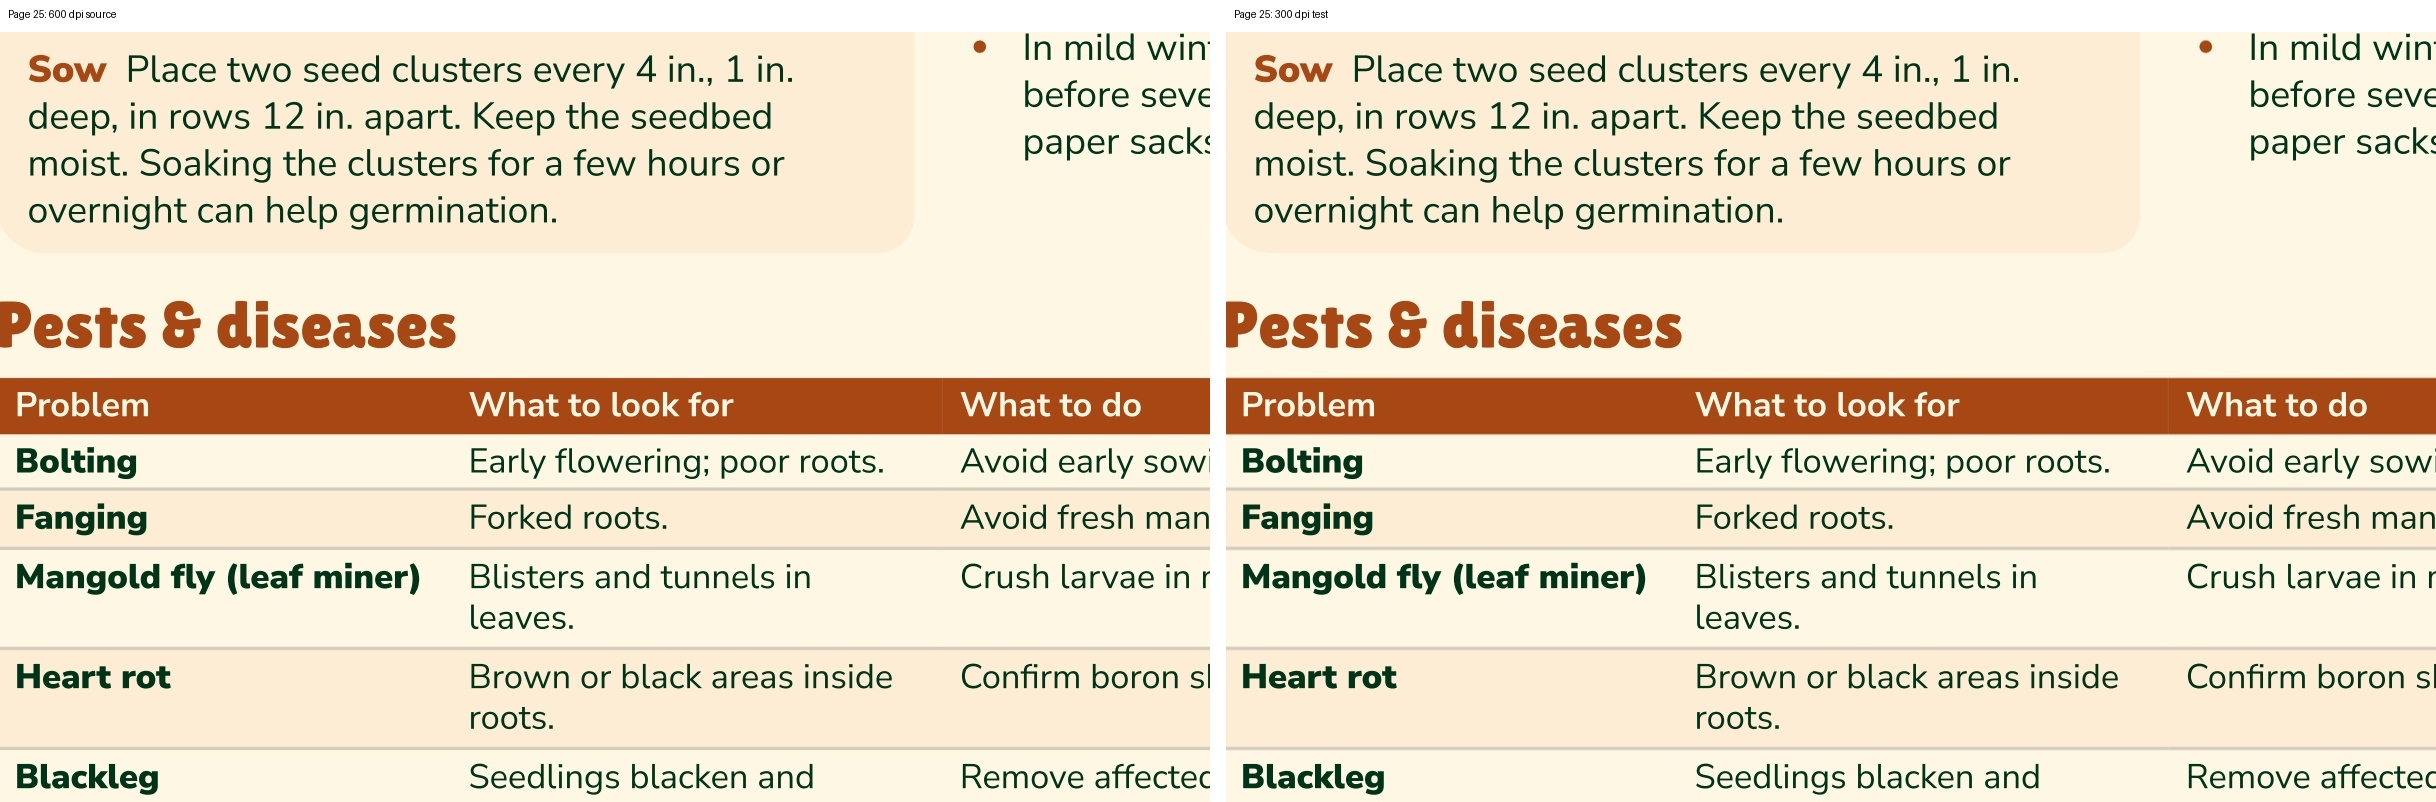 Page 25: 600 dpi source
Sow Place two seed clusters every 4 in., 1 in.
deep, in rows 12 in. apart. Keep the seedbed
moist. Soaking the clusters for a few hours or
overnight can help germination.
• In mild wint
before seve
paper sacks
Pests & diseases
Problem What to look for What to do
Bolting Early flowering; poor roots. Avoid early sowi
Fanging Forked roots. Avoid fresh man
Mangold fly (leaf miner) Blisters and tunnels in Crush larvae in
leaves.
Heart rot Brown or black areas inside Confirm boron
roots.
Blackleg Seedlings blacken and Remove affected
Page 25: 300 dpi test
Sow Place two seed clusters every 4 in., 1 in.
deep, in rows 12 in. apart. Keep the seedbed
moist. Soaking the clusters for a few hours or
overnight can help germination.
• In mild wint
before seve
paper sacks
Pests & diseases
Problem What to look for What to do
Bolting Early flowering; poor roots. Avoid early sowi
Fanging Forked roots. Avoid fresh man
Mangold fly (leaf miner) Blisters and tunnels in Crush larvae in
leaves.
Heart rot Brown or black areas inside Confirm boron
roots.
Blackleg Seedlings blacken and Remove affected